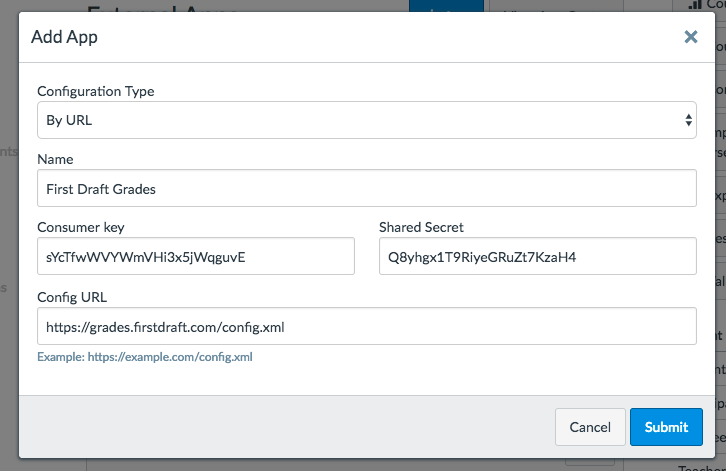 Add App
Configuration Type
By URL
Name
First Draft Grades
Consumer key
Shared Secret
sYcTfwWVYWmVHi3x5jWqguvE
Q8yhgx1T9RiyeGRuZt7KzaH4
Config URL
https://grades.firstdraft.com/config.xml
Example: https://example.com/config.xml
Cancel
Submit